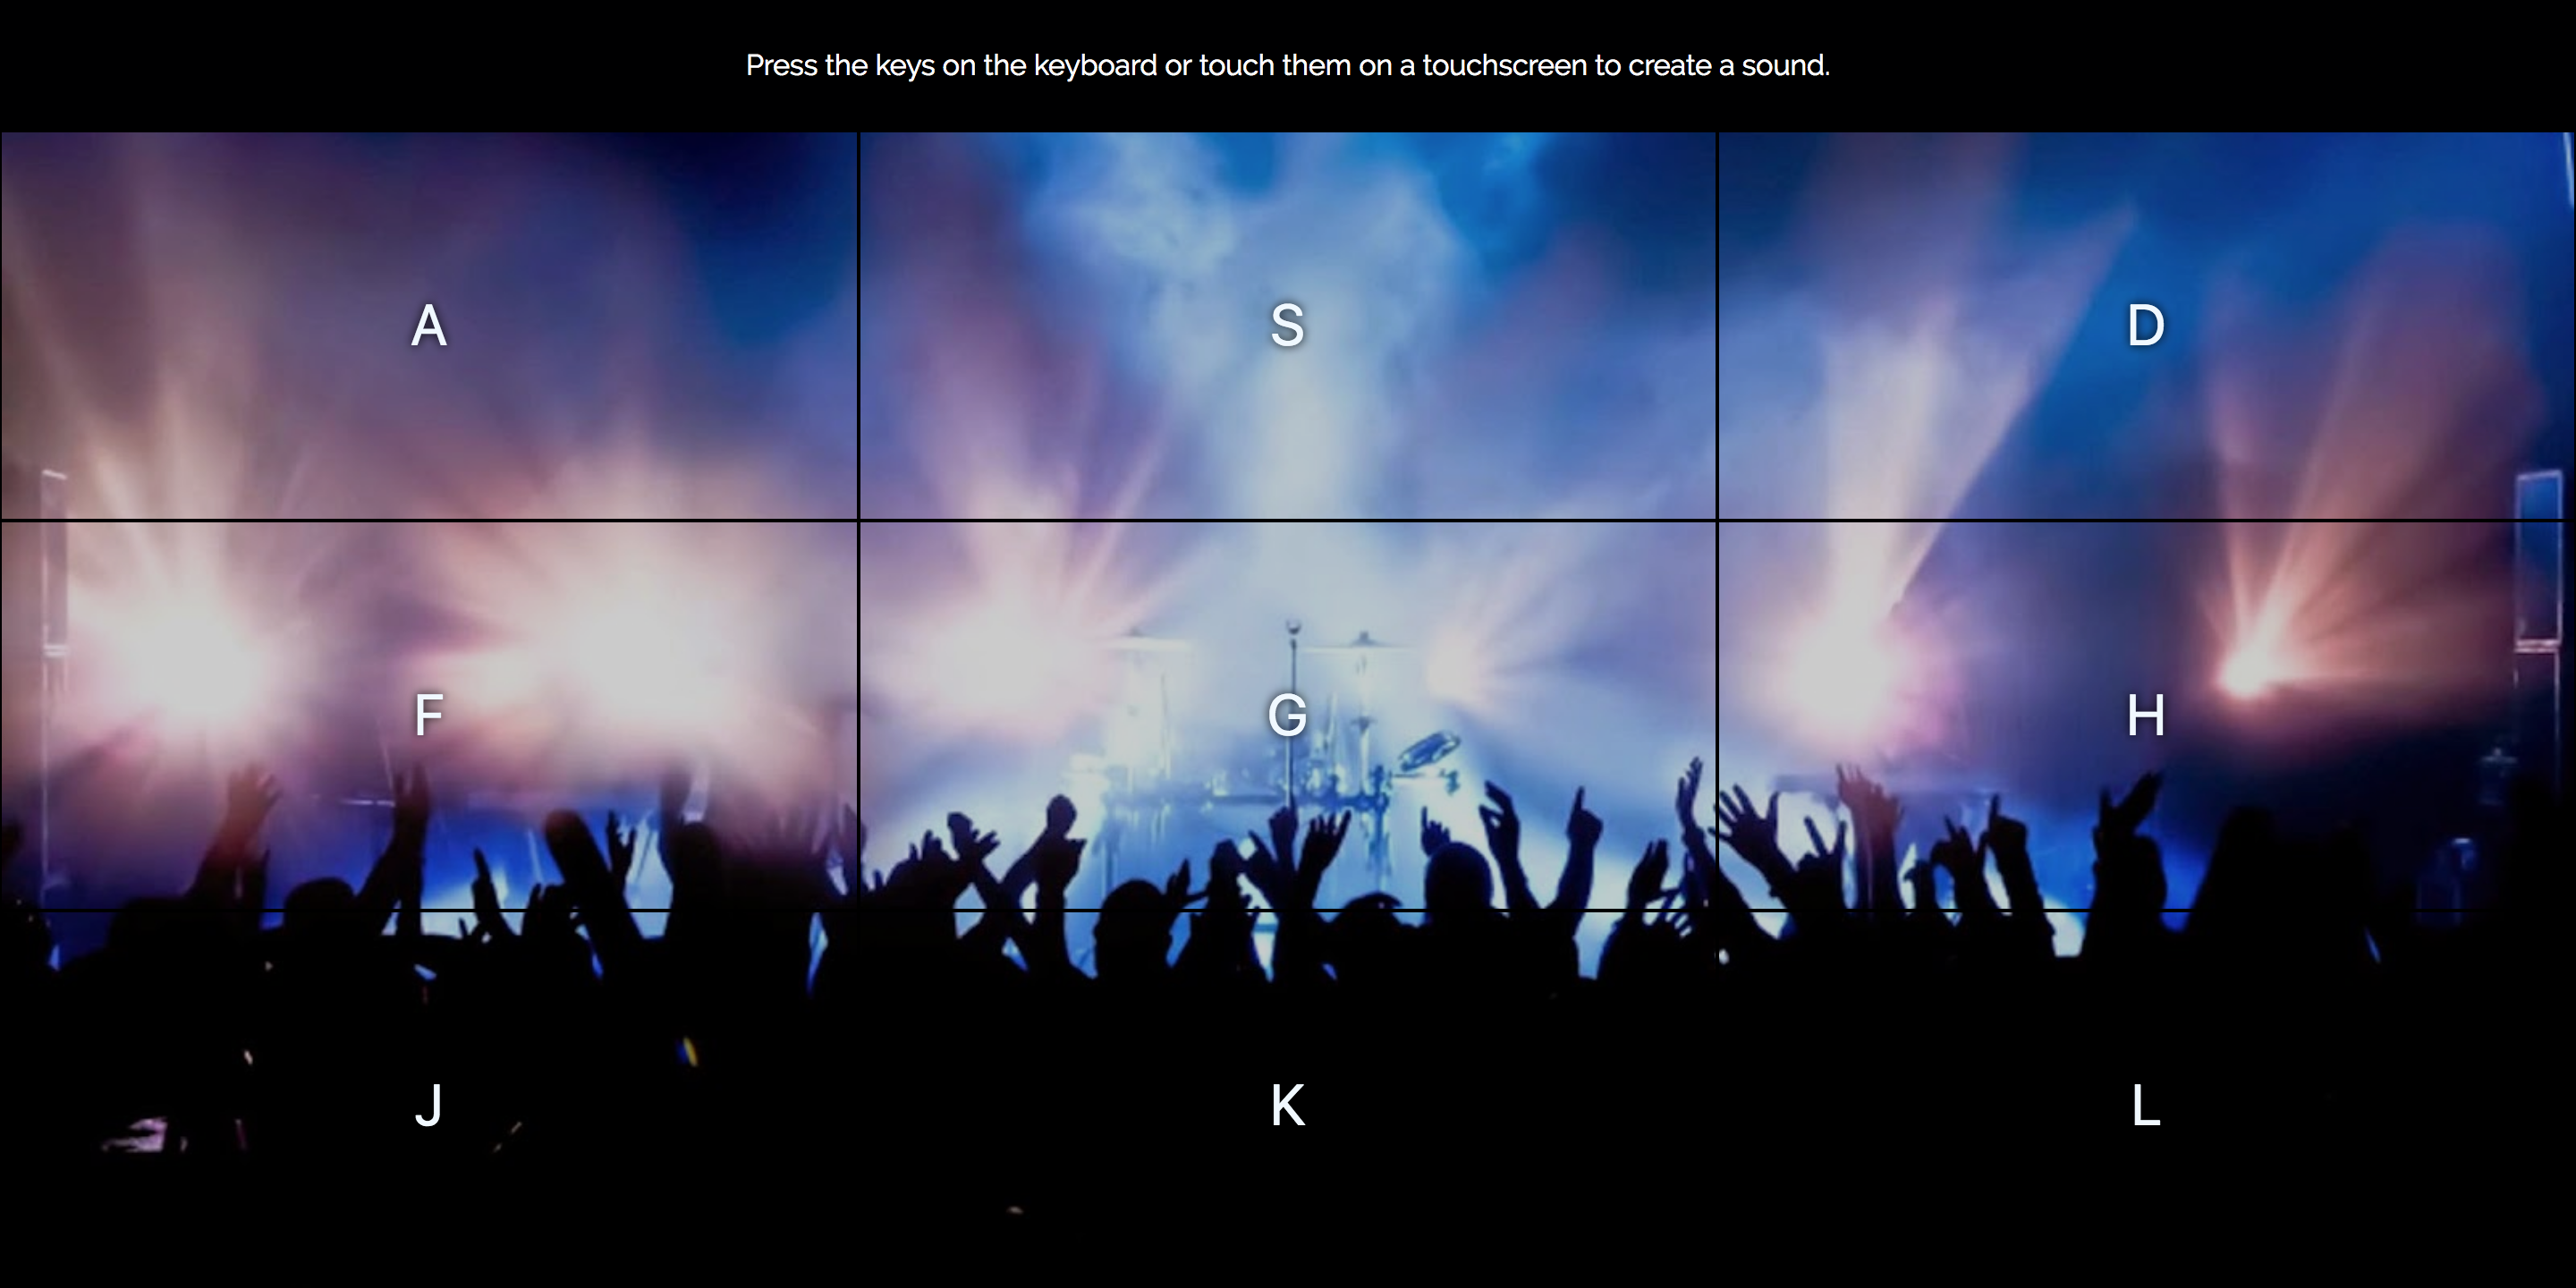 Press the keys on the keyboard or touch them on a touchscreen to create a sound.
A S D
F G H
J K L